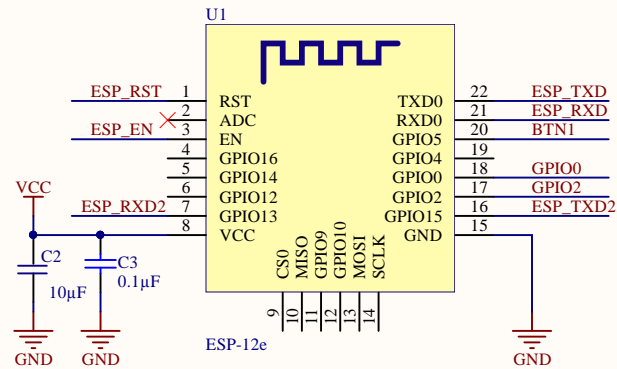 U1
ESP_RST 1 RST
2 ADC
ESP_EN 3 EN
4 GPIO16
5 GPIO14
6 GPIO12
ESP_RXD2 7 GPIO13
8 VCC
TXD0 22 ESP_TXD
RXD0 21 ESP_RXD
GPIO5 20 BTN1
GPIO4 19
GPIO0 18 GPIO0
GPIO2 17 GPIO2
GPIO15 16 ESP_TXD2
GND 15
CS0 9
MISO 10
GPIO9 11
GPIO10 12
MOSI 13
SCLK 14
VCC
C2
10µF
C3
0.1µF
GND
GND
GND
ESP-12e